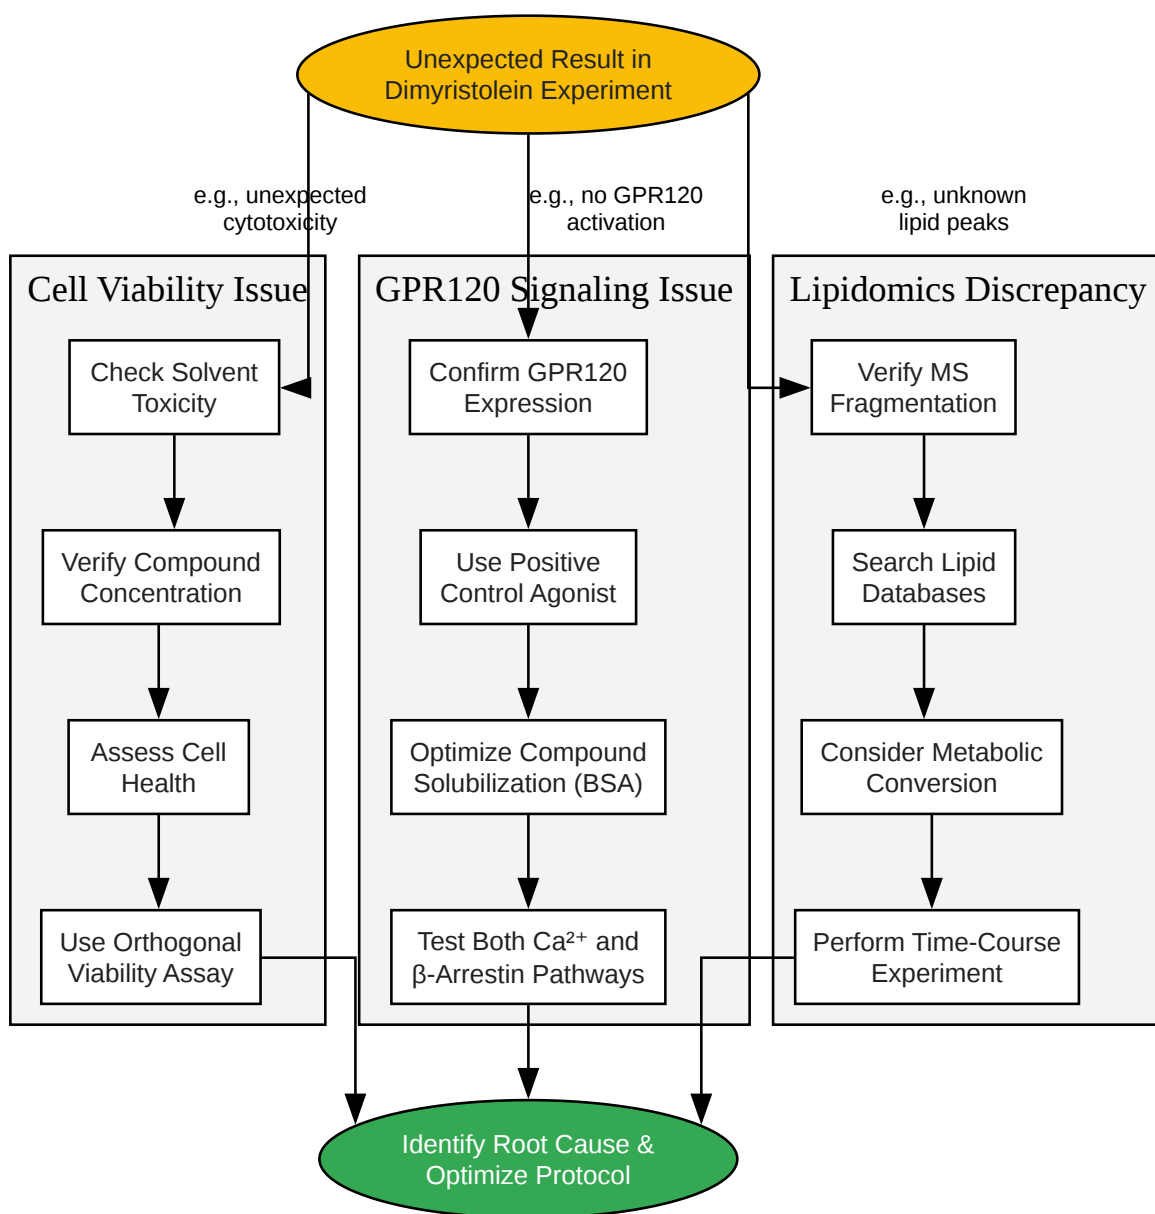 Unexpected Result in
Dimyristolein Experiment
e.g., unexpected
cytotoxicity
e.g., no GPR120
activation
e.g., unknown
lipid peaks
Cell Viability Issue
Check Solvent
Toxicity
Verify Compound
Concentration
Assess Cell
Health
Use Orthogonal
Viability Assay
GPR120 Signaling Issue
Confirm GPR120
Expression
Use Positive
Control Agonist
Optimize Compound
Solubilization (BSA)
Test Both Ca²⁺ and
β-Arrestin Pathways
Lipidomics Discrepancy
Verify MS
Fragmentation
Search Lipid
Databases
Consider Metabolic
Conversion
Perform Time-Course
Experiment
Identify Root Cause &
Optimize Protocol